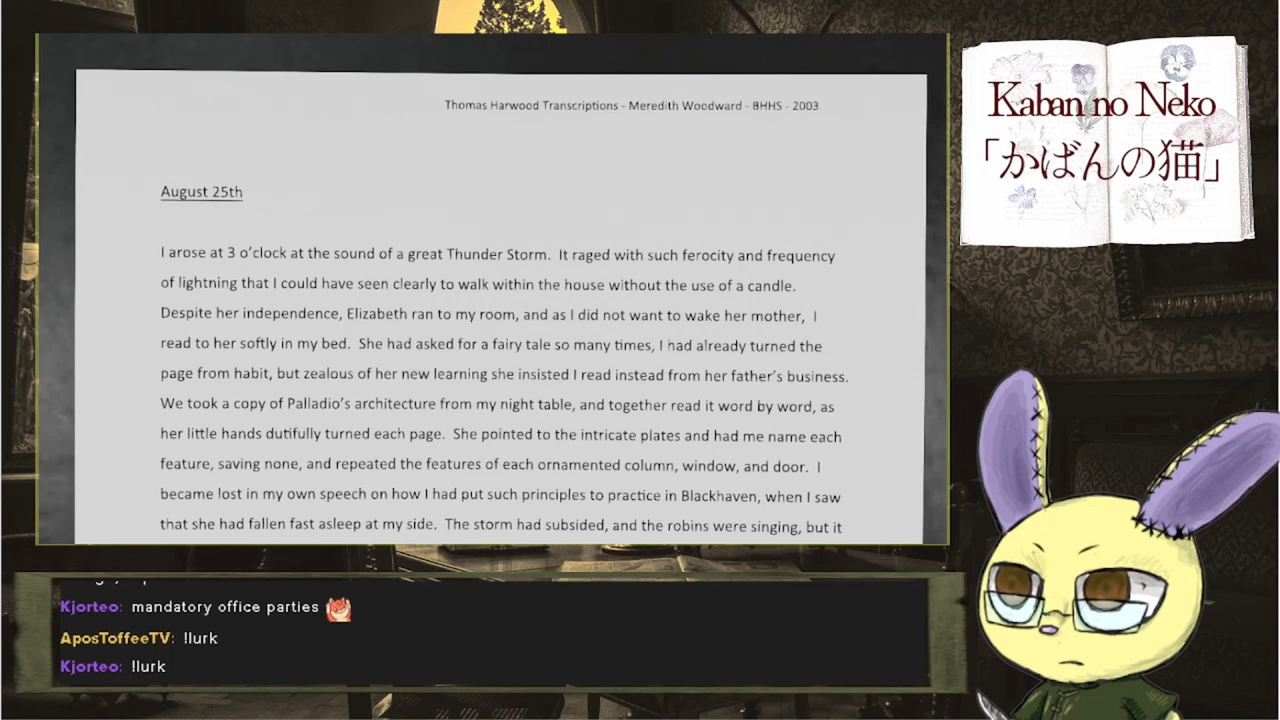 Thomas Harwood Transcriptions - Meredith Woodward - BHHS - 2003
August 25th
I arose at 3 o'clock at the sound of a great Thunder Storm. It raged with such ferocity and frequency
of lightning that I could have seen clearly to walk within the house without the use of a candle.
Despite her independence, Elizabeth ran to my room, and as I did not want to wake her mother, I
read to her softly in my bed. She had asked for a fairy tale so many times, I had already turned the
page from habit, but zealous of her new learning she insisted I read instead from her father's business.
We took a copy of Palladio's architecture from my night table, and together read it word by word, as
her little hands dutifully turned each page. She pointed to the intricate plates and had me name each
feature, saving none, and repeated the features of each ornamented column, window, and door. I
became lost in my own speech on how I had put such principles to practice in Blackhaven, when I saw
that she had fallen fast asleep at my side. The storm had subsided, and the robins were singing, but it
Kaban no Neko
「かばんの猫」
Kjorteo: mandatory office parties
AposToffeeTV: !lurk
Kjorteo: !lurk